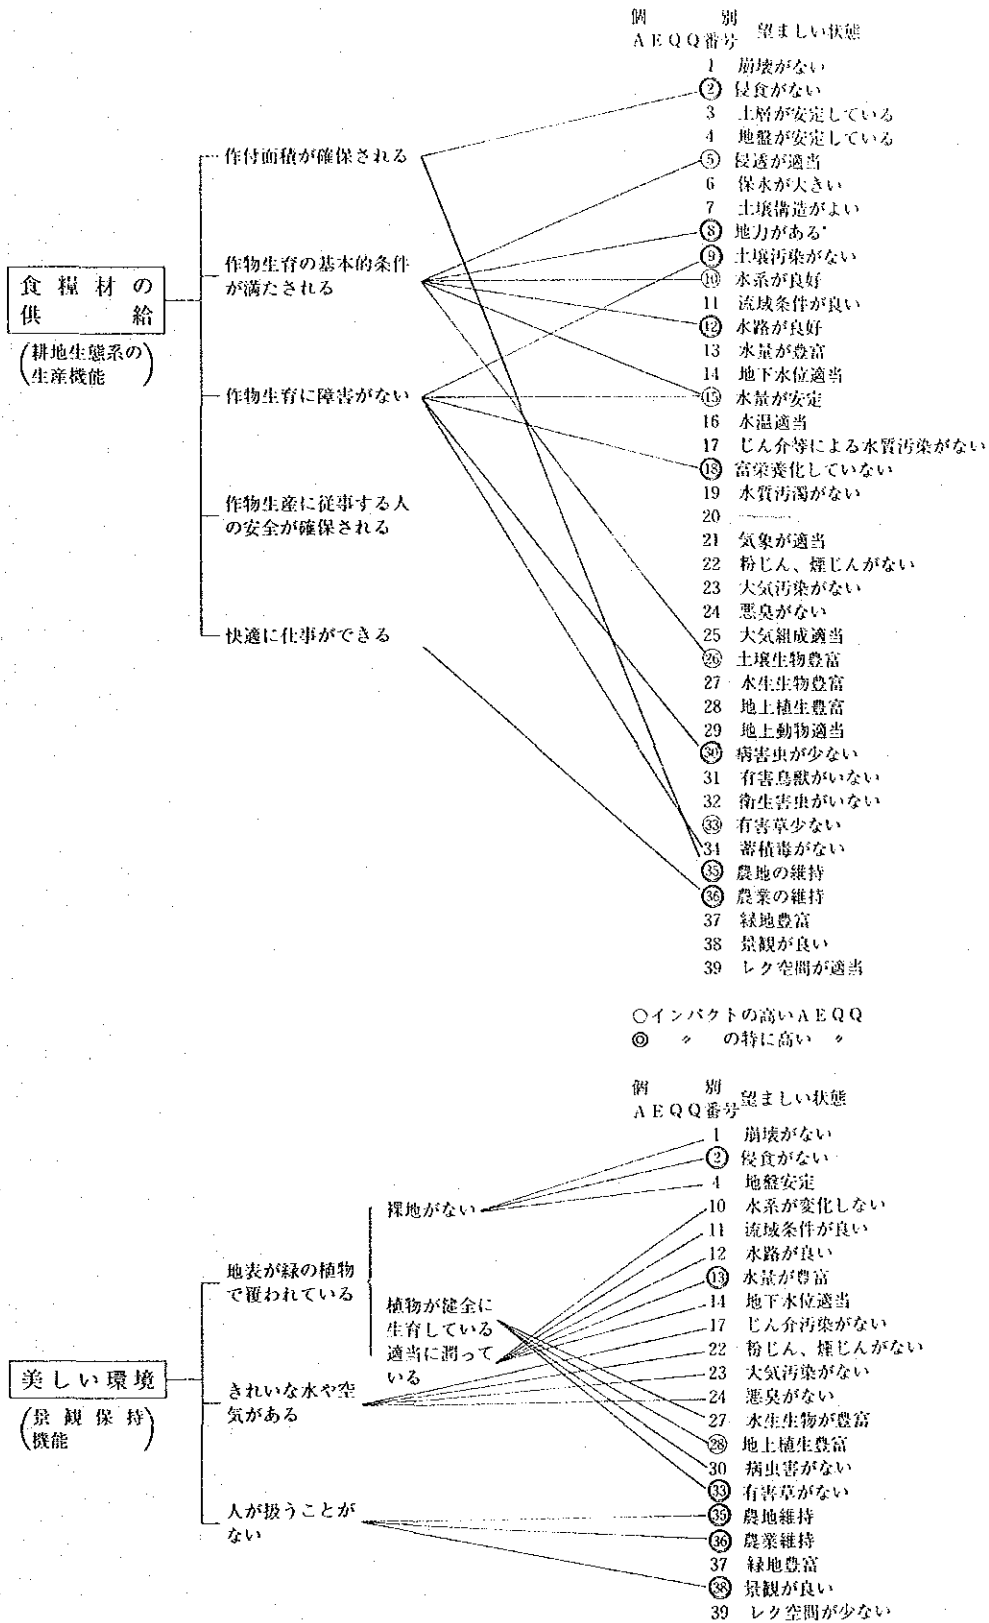 個　別
AEQQ番号　望ましい状態
1　崩壊がない
②　侵食がない
3　土層が安定している
4　地盤が安定している
⑤　浸透が適当
6　保水が大きい
7　土壌構造がよい
⑧　地力がある
⑨　土壌汚染がない
⑩　水系が良好
11　流域条件が良い
⑫　水路が良好
13　水量が豊富
14　地下水位適当
⑮　水量が安定
16　水温適当
17　じん介等による水質汚染がない
⑱　富栄養化していない
19　水質汚濁がない
20　———
21　気象が適当
22　粉じん、煙じんがない
23　大気汚染がない
24　悪臭がない
25　大気組成適当
㉖　土壌生物豊富
27　水生生物豊富
28　地上植生豊富
29　地上動物適当
㉚　病害虫が少ない
31　有害鳥獣がいない
32　衛生害虫がいない
㉝　有害草少ない
34　蓄積毒がない
㉟　農地の維持
㊱　農業の維持
37　緑地豊富
38　景観が良い
39　レク空間が適当
作付面積が確保される
作物生育の基本的条件
が満たされる
食糧材の
供給
(耕地生態系の
生産機能)
作物生育に障害がない
作物生産に従事する人
の安全が確保される
快適に仕事ができる
○インパクトの高いAEQQ
◎　〃　の特に高い　〃
個　別
AEQQ番号　望ましい状態
1　崩壊がない
②　侵食がない
4　地盤安定
10　水系が変化しない
11　流域条件が良い
12　水路が良い
⑬　水量が豊富
14　地下水位適当
17　じん介汚染がない
22　粉じん、煙じんがない
23　大気汚染がない
24　悪臭がない
27　水生生物が豊富
㉘　地上植生豊富
30　病虫害がない
㉝　有害草がない
㉟　農地維持
㊱　農業維持
37　緑地豊富
㊳　景観が良い
39　レク空間が少ない
裸地がない
地表が緑の植物
で覆われている
植物が健全に
生育している
適当に潤って
いる
美しい環境
(景観保持
機能)
きれいな水や空
気がある
人が扱うことが
ない